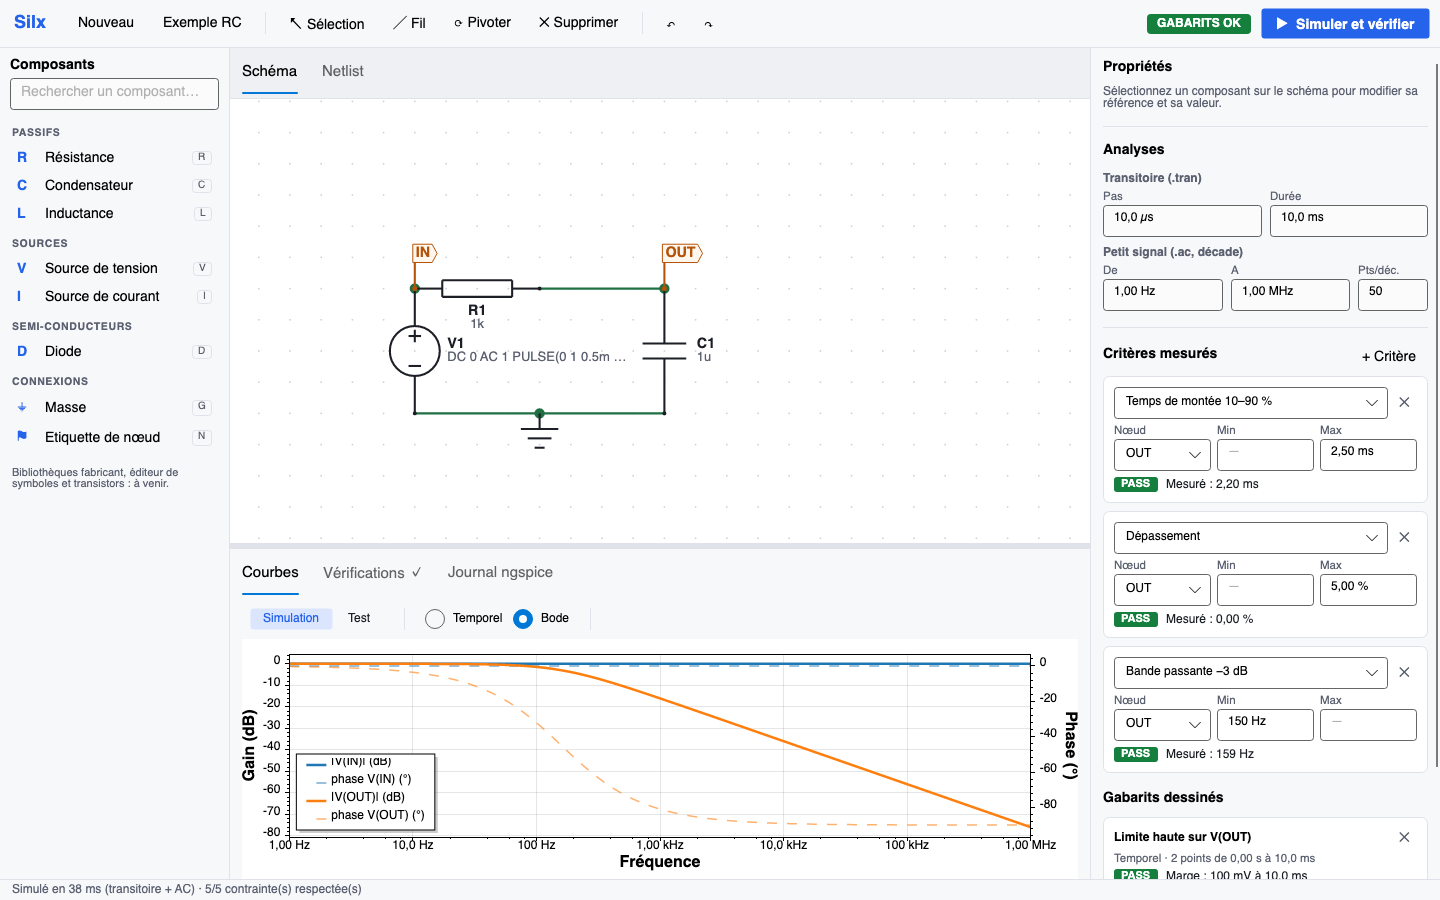 Silx
Nouveau
Exemple RC
Sélection
Fil
Pivoter
Supprimer
GABARITS OK
Simuler et vérifier
Composants
Rechercher un composant…
PASSIFS
R Résistance R
C Condensateur C
L Inductance L
SOURCES
V Source de tension V
I Source de courant I
SEMI-CONDUCTEURS
D Diode D
CONNEXIONS
Masse G
Etiquette de nœud N
Bibliothèques fabricant, éditeur de
symboles et transistors : à venir.
Schéma
Netlist
IN
OUT
R1
1k
V1
DC 0 AC 1 PULSE(0 1 0.5m …
C1
1u
Courbes
Vérifications ✓
Journal ngspice
Simulation
Test
Temporel
Bode
Gain (dB)
0
-10
-20
-30
-40
-50
-60
-70
-80
|V(IN)| (dB)
phase V(IN) (°)
|V(OUT)| (dB)
phase V(OUT) (°)
0
-20
-40
-60
-80
Phase (°)
1,00 Hz
10,0 Hz
100 Hz
1,00 kHz
10,0 kHz
100 kHz
1,00 MHz
Fréquence
Propriétés
Sélectionnez un composant sur le schéma pour modifier sa
référence et sa valeur.
Analyses
Transitoire (.tran)
Pas Durée
10,0 µs 10,0 ms
Petit signal (.ac, décade)
De A Pts/déc.
1,00 Hz 1,00 MHz 50
Critères mesurés
+ Critère
Temps de montée 10–90 %
Nœud Min Max
OUT — 2,50 ms
PASS Mesuré : 2,20 ms
Dépassement
Nœud Min Max
OUT — 5,00 %
PASS Mesuré : 0,00 %
Bande passante −3 dB
Nœud Min Max
OUT 150 Hz —
PASS Mesuré : 159 Hz
Gabarits dessinés
Limite haute sur V(OUT)
Temporel · 2 points de 0,00 s à 10,0 ms
PASS Marge : 100 mV à 10,0 ms
Simulé en 38 ms (transitoire + AC) · 5/5 contrainte(s) respectée(s)